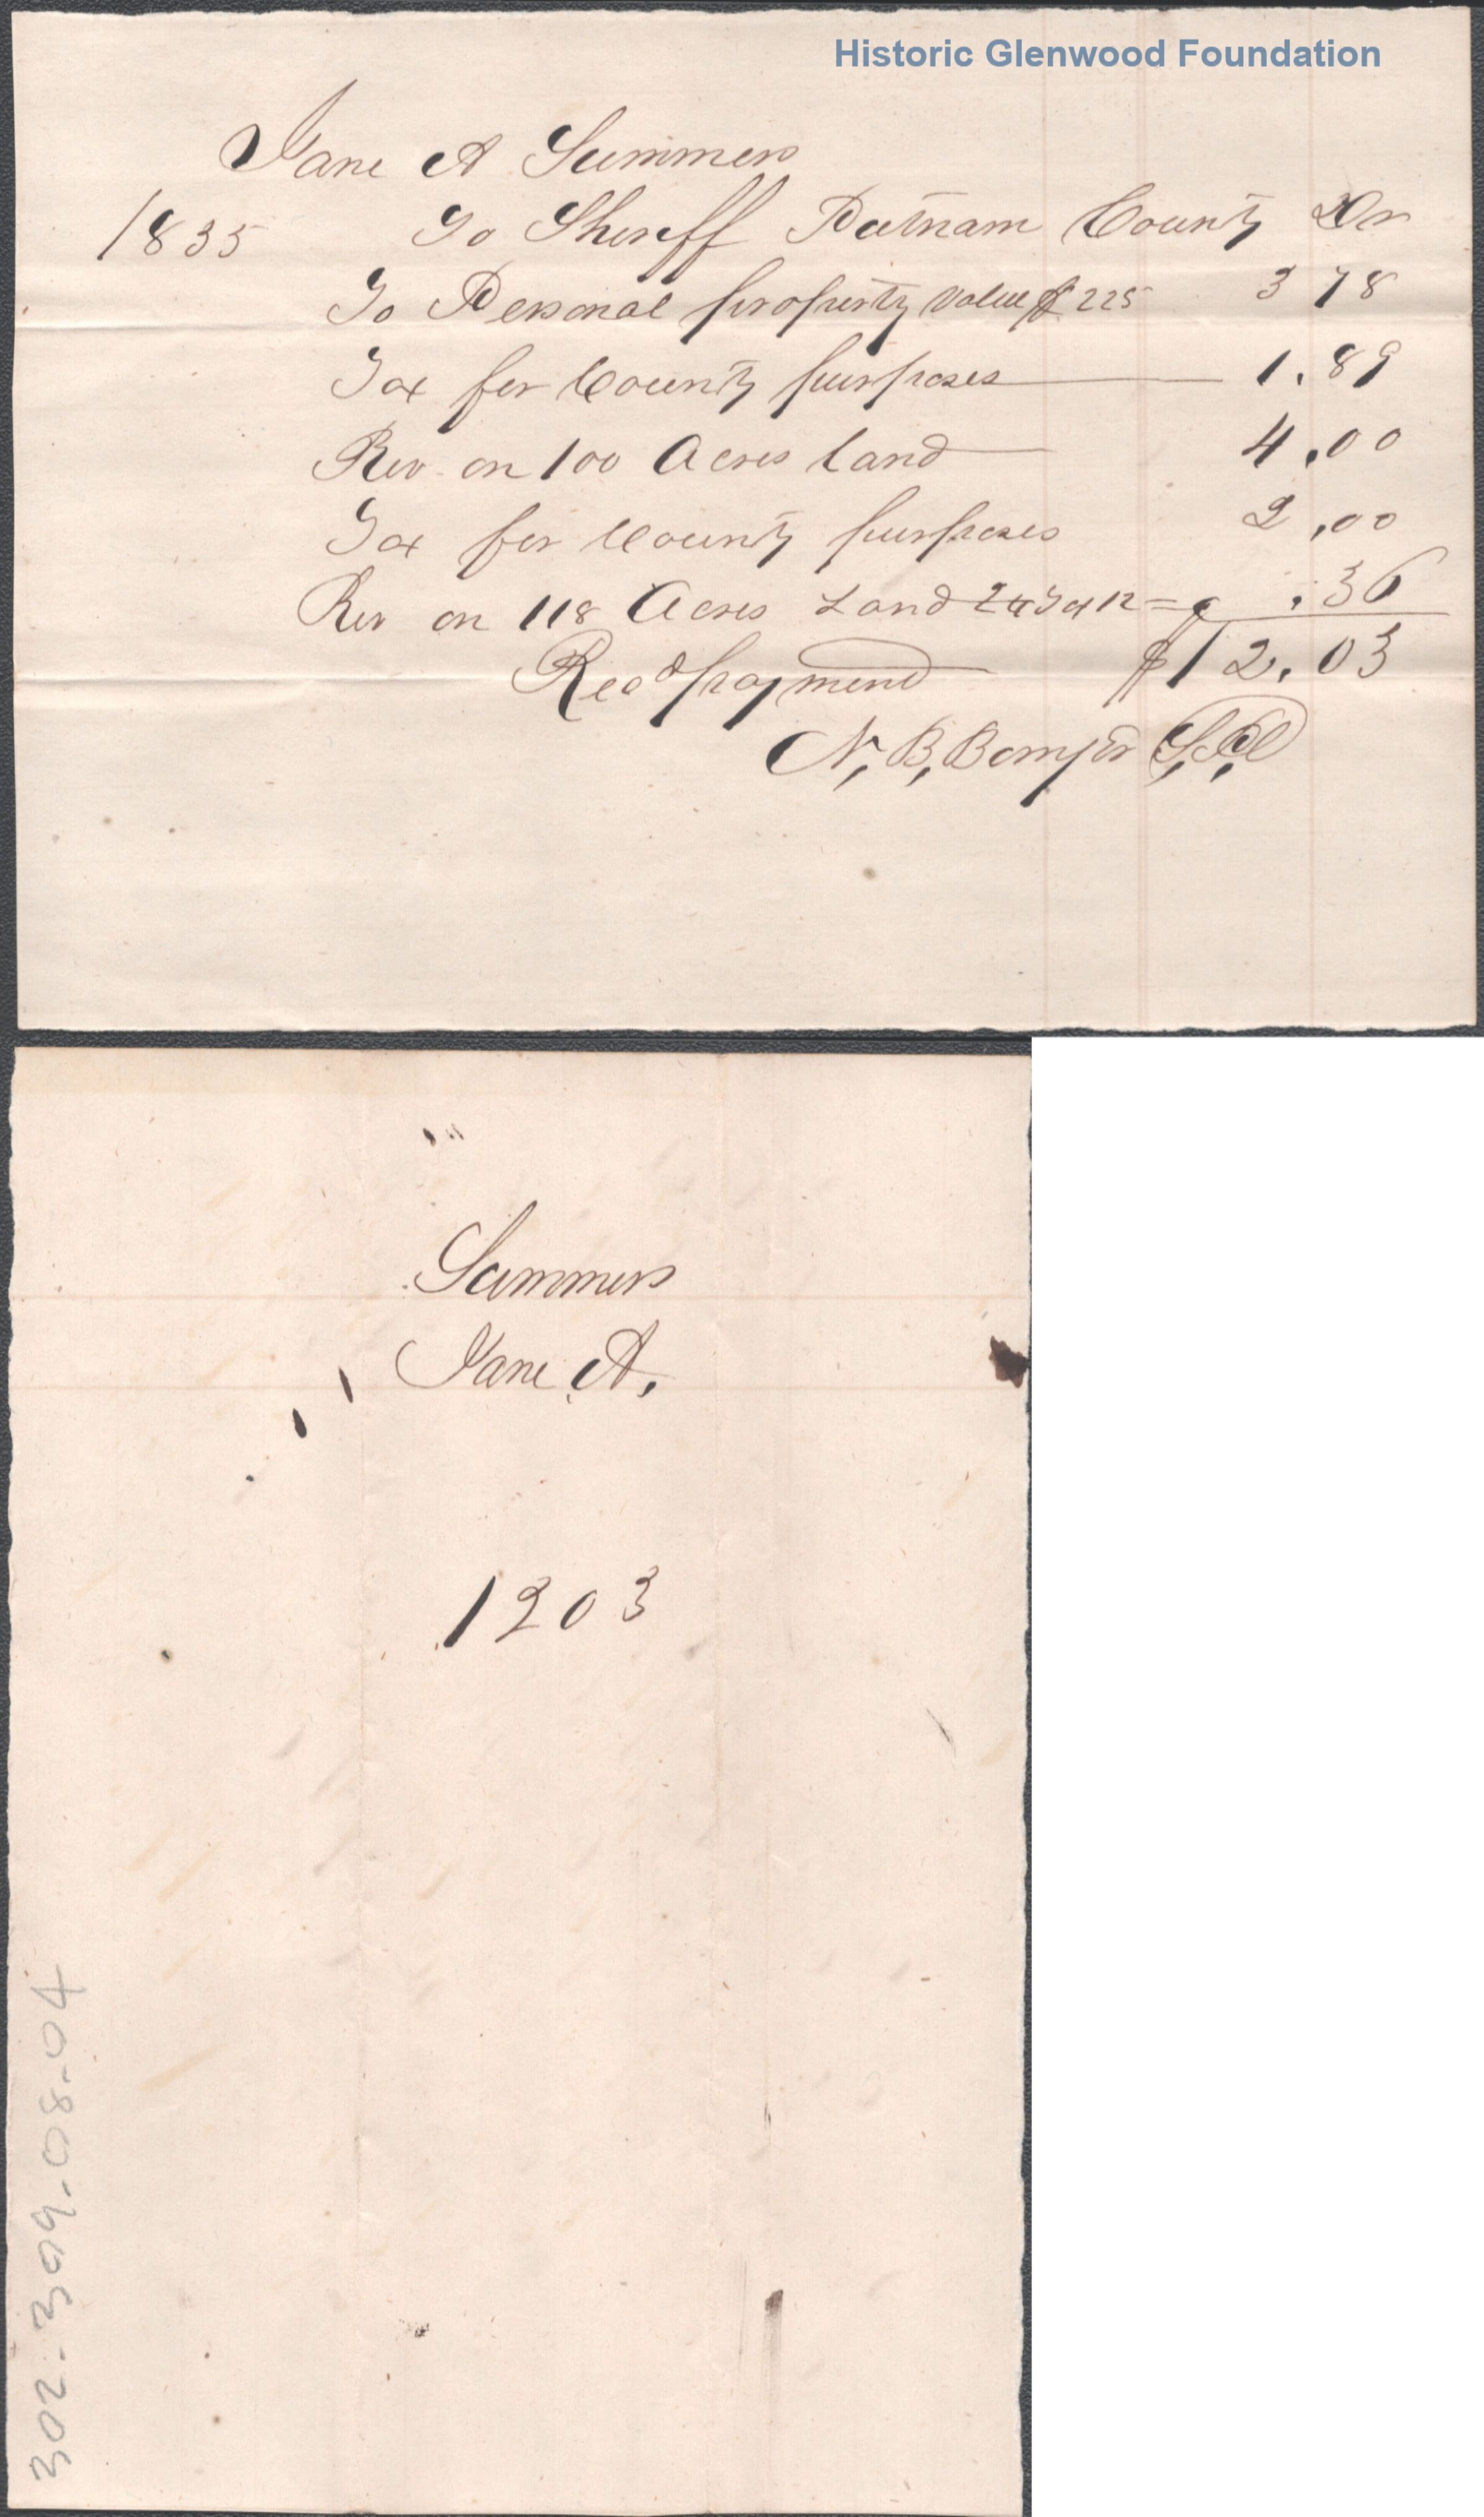 Historic Glenwood Foundation
Jane A Summers
1835 To Sheriff Putnam County Dr
To Personal property value $225 3 78
Tax for County purposes 1.89
Rev on 100 Acres Land 4.00
Tax for County purposes 2,00
Rev on 118 Acres Land .36
Recd payment $12.03
N, B,
Summers
Jane A,
1203
302-309-08-04